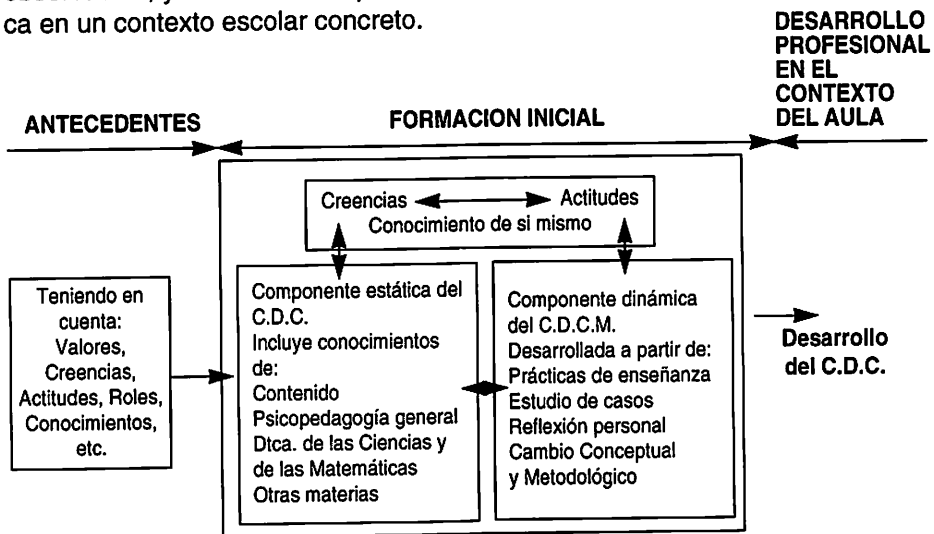 ca en un contexto escolar concreto.
DESARROLLO
PROFESIONAL
EN EL
CONTEXTO
DEL AULA
ANTECEDENTES
FORMACION INICIAL
Creencias
Actitudes
Conocimiento de si mismo
Teniendo en
cuenta:
Valores,
Creencias,
Actitudes, Roles,
Conocimientos,
etc.
Componente estática del
C.D.C.
Incluye conocimientos
de:
Contenido
Psicopedagogía general
Dtca. de las Ciencias y
de las Matemáticas
Otras materias
Componente dinámica
del C.D.C.M.
Desarrollada a partir de:
Prácticas de enseñanza
Estudio de casos
Reflexión personal
Cambio Conceptual
y Metodológico
Desarrollo
del C.D.C.